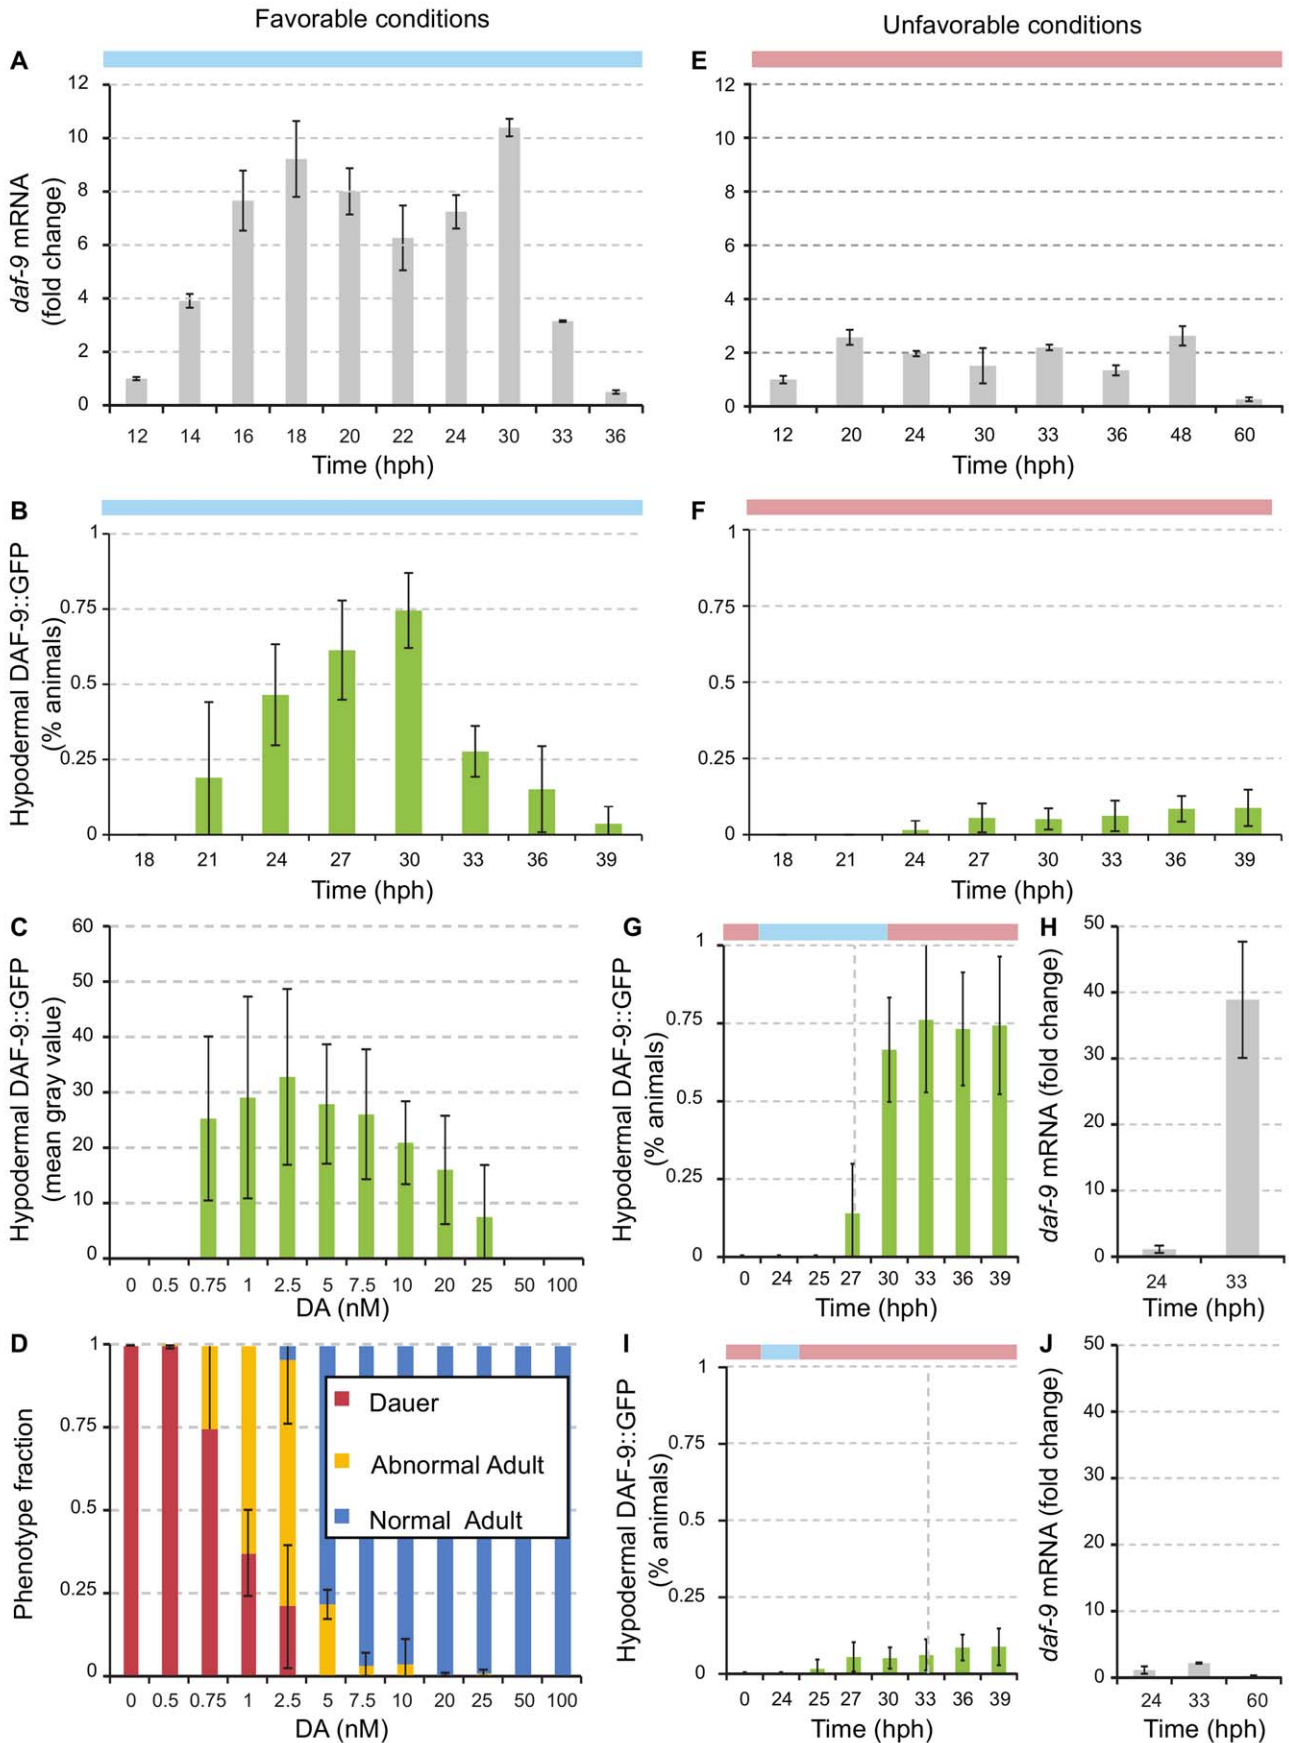 Favorable conditions
Unfavorable conditions
A
daf-9 mRNA
(fold change)
12
10
8
6
4
2
0
12 14 16 18 20 22 24 30 33 36
Time (hph)
E
12
10
8
6
4
2
0
12 20 24 30 33 36 48 60
Time (hph)
B
Hypodermal DAF-9::GFP
(% animals)
1
0.75
0.5
0.25
0
18 21 24 27 30 33 36 39
Time (hph)
F
1
0.75
0.5
0.25
0
18 21 24 27 30 33 36 39
Time (hph)
C
Hypodermal DAF-9::GFP
(mean gray value)
60
50
40
30
20
10
0
0 0.5 0.75 1 2.5 5 7.5 10 20 25 50 100
DA (nM)
G
Hypodermal DAF-9::GFP
(% animals)
1
0.75
0.5
0.25
0
0 24 25 27 30 33 36 39
Time (hph)
H
daf-9 mRNA (fold change)
50
40
30
20
10
0
24 33
Time (hph)
D
Phenotype fraction
1
0.75
0.5
0.25
0
Dauer
Abnormal Adult
Normal Adult
0 0.5 0.75 1 2.5 5 7.5 10 20 25 50 100
DA (nM)
I
Hypodermal DAF-9::GFP
(% animals)
1
0.75
0.5
0.25
0
0 24 25 27 30 33 36 39
Time (hph)
J
daf-9 mRNA (fold change)
50
40
30
20
10
0
24 33 60
Time (hph)